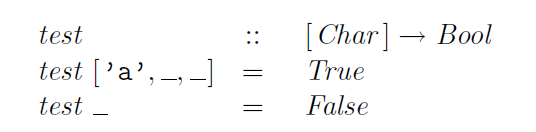 test :: [Char] → Bool
test ['a', _, _] = True
test _ = False